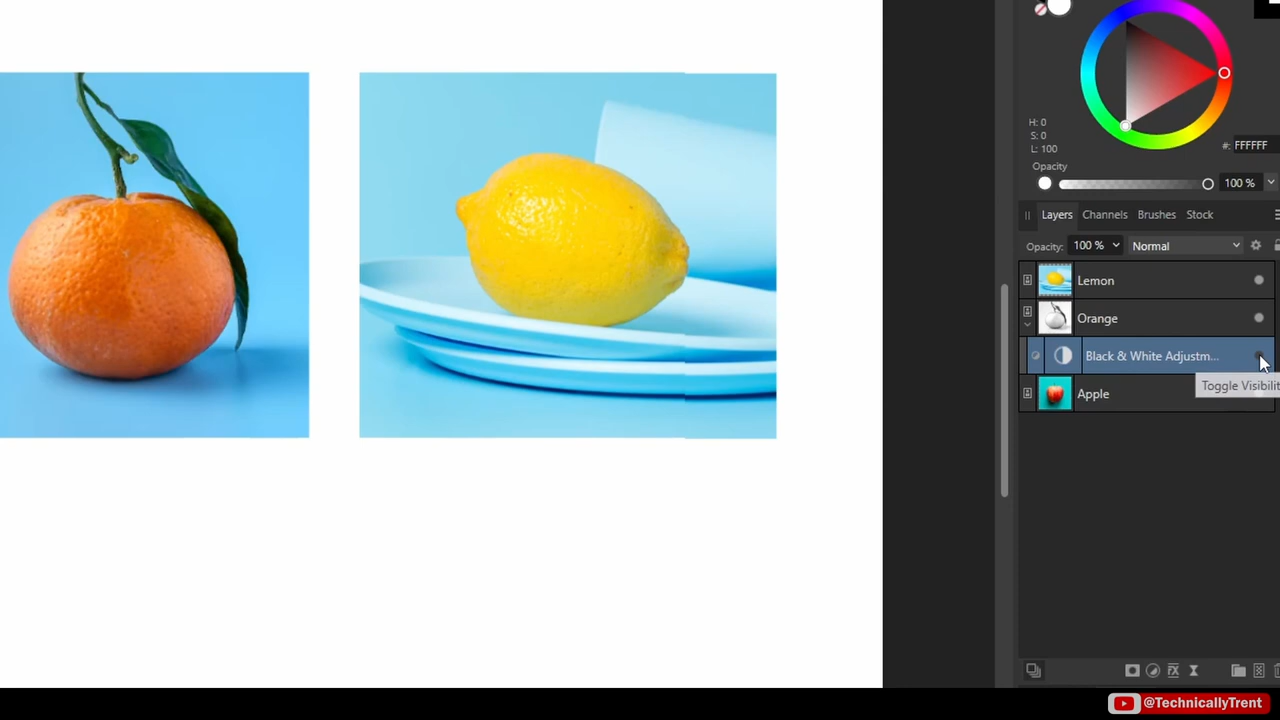 H: 0
S: 0
L: 100
#: FFFFFF
Opacity
100 %
Layers Channels Brushes Stock
Opacity: 100 % Normal
Lemon
Orange
Black & White Adjustm...
Toggle Visibilit
Apple
fx
@TechnicallyTrent